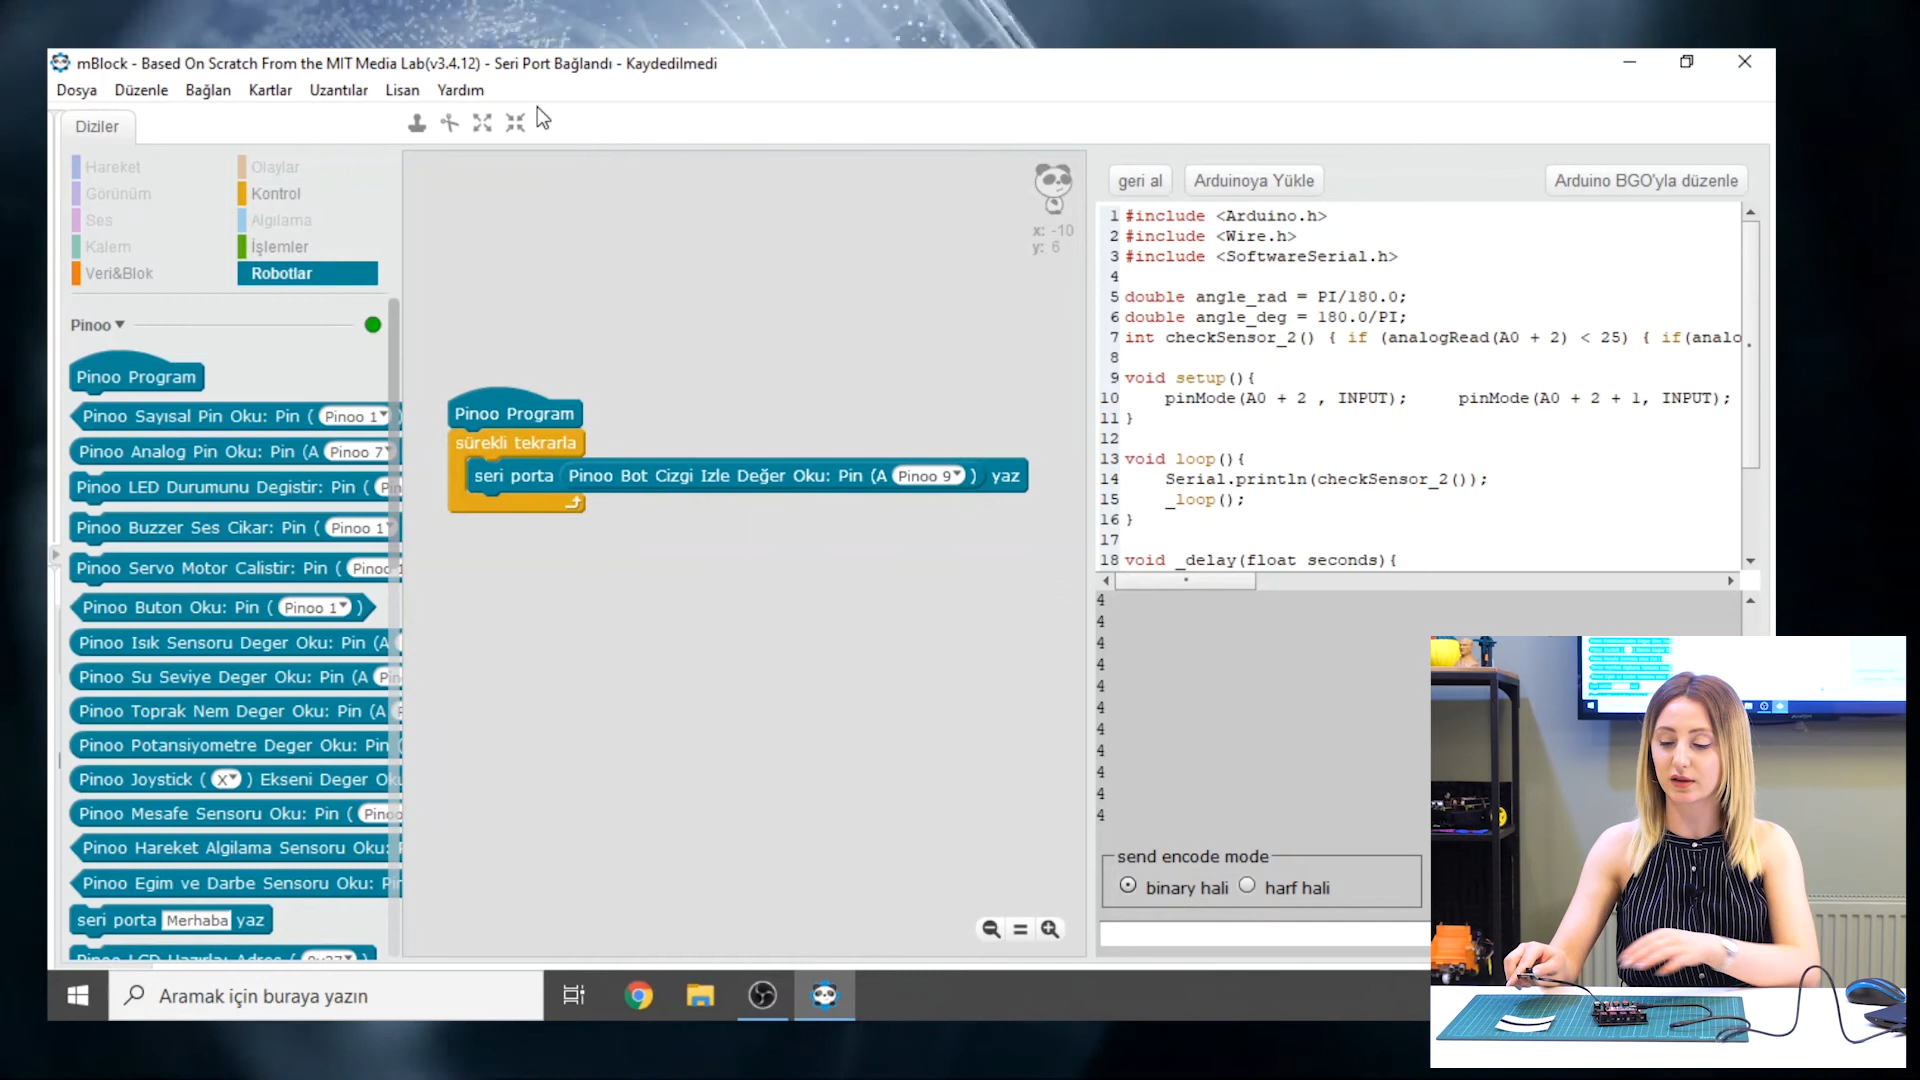 mBlock - Based On Scratch From the MIT Media Lab(v3.4.12) - Seri Port Bağlandı - Kaydedilmedi
Dosya Düzenle Bağlan Kartlar Uzantılar Lisan Yardım
Diziler
Hareket Olaylar
Görünüm Kontrol
Ses Algılama
Kalem İşlemler
Veri&Blok Robotlar
Pinoo
Pinoo Program
Pinoo Sayısal Pin Oku: Pin ( Pinoo 1 )
Pinoo Analog Pin Oku: Pin (A Pinoo 7
Pinoo LED Durumunu Degistir: Pin (
Pinoo Buzzer Ses Cikar: Pin ( Pinoo 1
Pinoo Servo Motor Calistir: Pin ( Pinoo
Pinoo Buton Oku: Pin ( Pinoo 1 )
Pinoo Isık Sensoru Deger Oku: Pin (A
Pinoo Su Seviye Deger Oku: Pin (A
Pinoo Toprak Nem Deger Oku: Pin (A
Pinoo Potansiyometre Deger Oku: Pin
Pinoo Joystick ( X ) Ekseni Deger
Pinoo Mesafe Sensoru Oku: Pin (
Pinoo Hareket Algilama Sensoru Oku:
Pinoo Egim ve Darbe Sensoru Oku:
seri porta Merhaba yaz
Pinoo LCD Hazırla: Adres (
Pinoo Program
sürekli tekrarla
seri porta Pinoo Bot Cizgi Izle Değer Oku: Pin (A Pinoo 9 ) yaz
x: -10
y: 6
geri al Arduinoya Yükle Arduino BGO'yla düzenle
1 #include <Arduino.h>
2 #include <Wire.h>
3 #include <SoftwareSerial.h>
4
5 double angle_rad = PI/180.0;
6 double angle_deg = 180.0/PI;
7 int checkSensor_2() { if (analogRead(A0 + 2) < 25) { if(analo
8
9 void setup(){
10 pinMode(A0 + 2 , INPUT); pinMode(A0 + 2 + 1, INPUT);
11 }
12
13 void loop(){
14 Serial.println(checkSensor_2());
15 _loop();
16 }
17
18 void _delay(float seconds){
4
4
4
4
4
4
4
4
4
4
4
send encode mode
binary hali harf hali
Aramak için buraya yazın